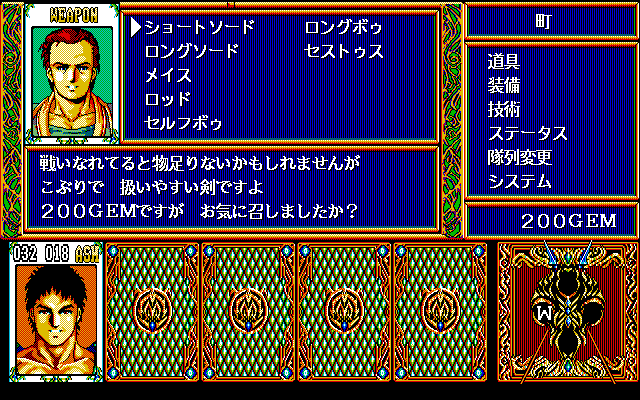 WEAPON
ショートソード ロングボゥ
ロングソード セストゥス
メイス
ロッド
セルフボゥ
戦いなれてると物足りないかもしれませんが
こぶりで 扱いやすい剣ですよ
200GEMですが お気に召しましたか?
町
道具
装備
技術
ステータス
隊列変更
システム
200GEM
032 018 ASH
W